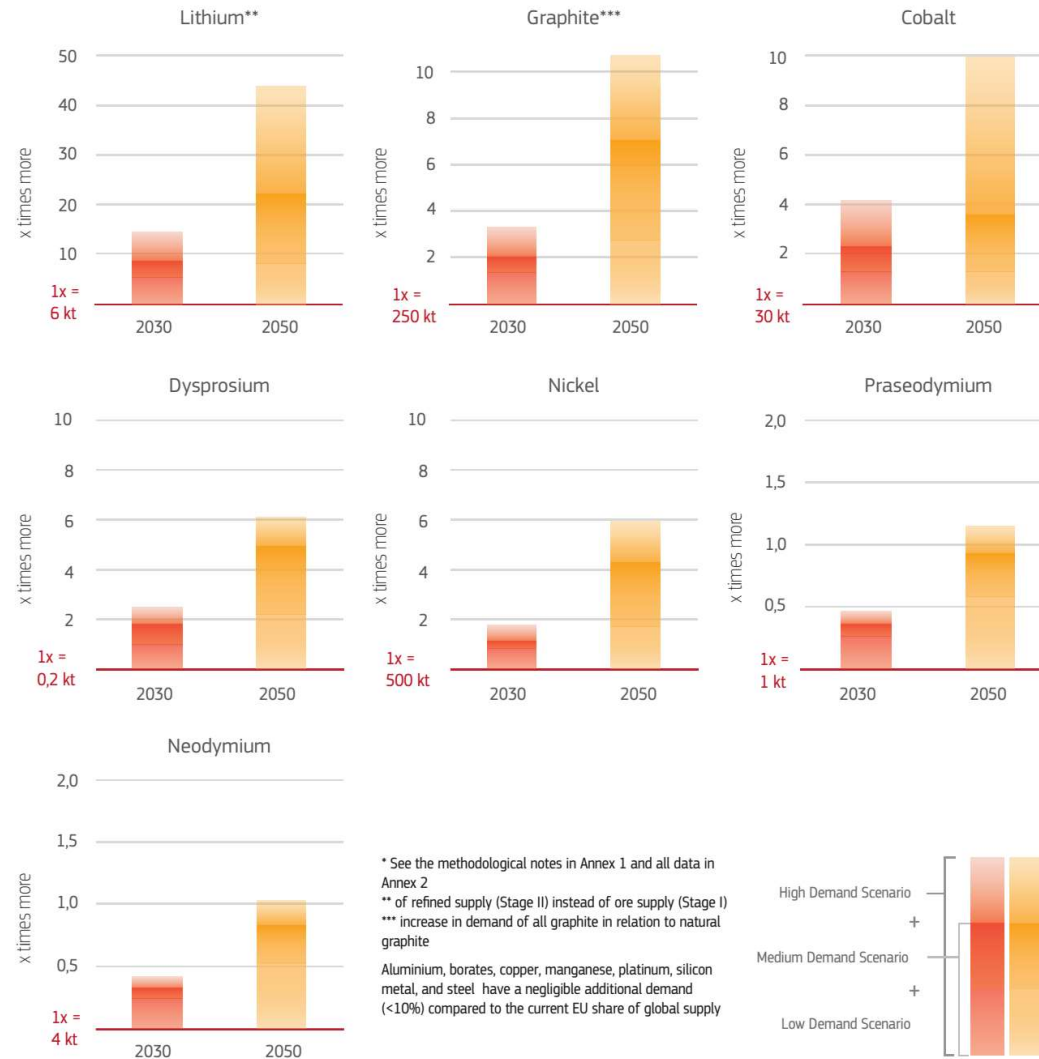 Lithium**
x times more
50
40
30
20
10
1x =
6 kt
2030
2050
Graphite***
10
8
6
4
2
1x =
250 kt
2030
2050
Cobalt
10
8
6
4
2
1x =
30 kt
2030
2050
Dysprosium
x times more
10
8
6
4
2
1x =
0,2 kt
2030
2050
Nickel
10
8
6
4
2
1x =
500 kt
2030
2050
Praseodymium
x times more
2,0
1,5
1,0
0,5
1x =
1 kt
2030
2050
Neodymium
x times more
2,0
1,5
1,0
0,5
1x =
4 kt
2030
2050
* See the methodological notes in Annex 1 and all data in
Annex 2
** of refined supply (Stage II) instead of ore supply (Stage I)
*** increase in demand of all graphite in relation to natural
graphite
Aluminium, borates, copper, manganese, platinum, silicon
metal, and steel have a negligible additional demand
(<10%) compared to the current EU share of global supply
High Demand Scenario
+
Medium Demand Scenario
+
Low Demand Scenario